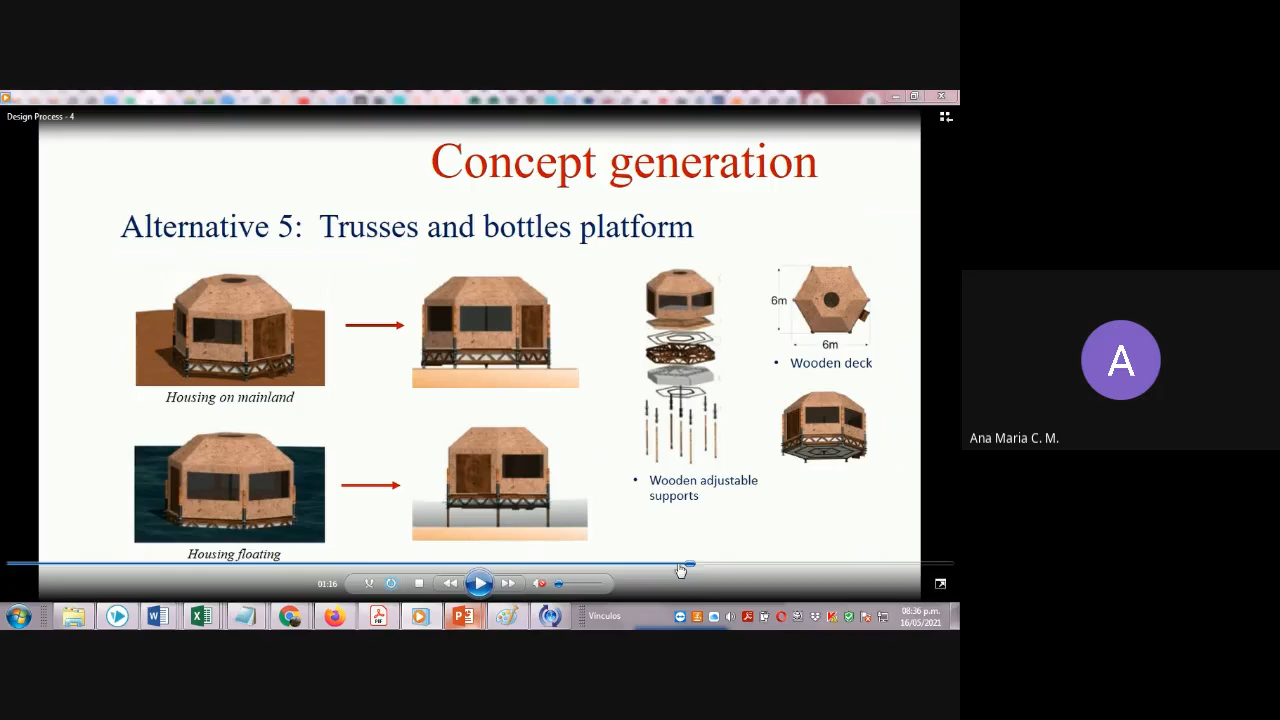 Design Process - 4
Concept generation
Alternative 5: Trusses and bottles platform
6m
6m
• Wooden deck
Housing on mainland
• Wooden adjustable
supports
Housing floating
01:16
Vínculos
08:36 p.m.
16/05/2021
A
Ana Maria C. M.